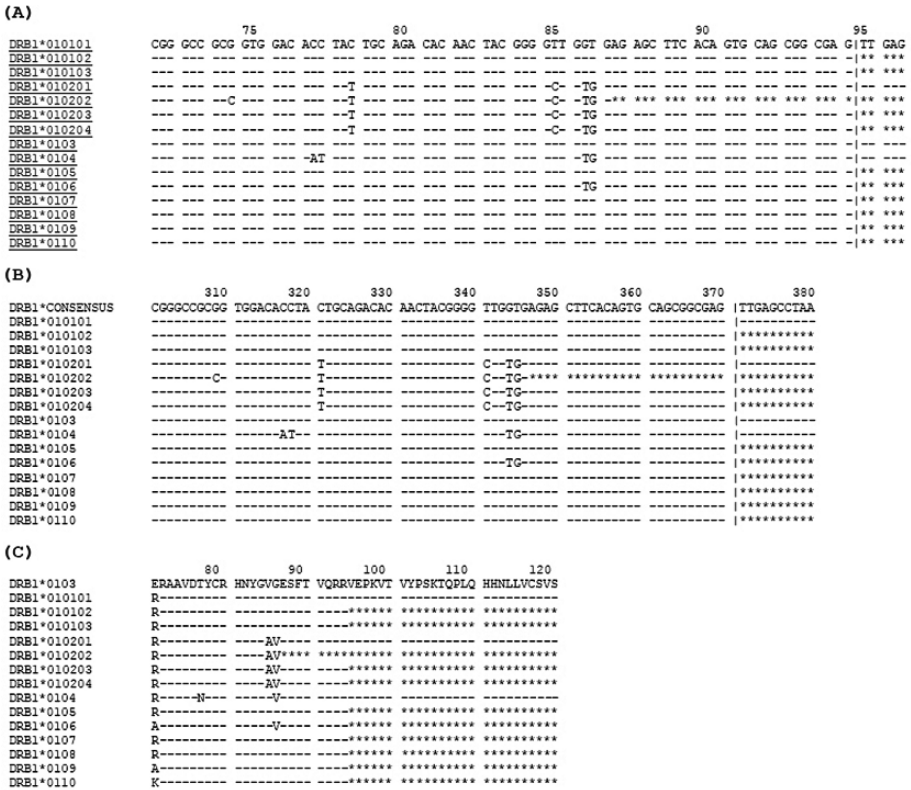 (A)
75 80 85 90 95
DRB1*010101 CGG GCC GCG GTG GAC ACC TAC TGC AGA CAC AAC TAC GGG GTT GGT GAG AGC TTC ACA GTG CAG CGG CGA G|TT GAG
DRB1*010102 --- --- --- --- --- --- --- --- --- --- --- --- --- --- --- --- --- --- --- --- --- --- --- -|** ***
DRB1*010103 --- --- --- --- --- --- --- --- --- --- --- --- --- --- --- --- --- --- --- --- --- --- --- -|** ***
DRB1*010201 --- --- --- --- --- --- --T --- --- --- --- --- --- -C- -TG --- --- --- --- --- --- --- --- -|-- ---
DRB1*010202 --- --- --C --- --- --- --T --- --- --- --- --- --- -C- -TG -** *** *** *** *** *** *** *** *|** ***
DRB1*010203 --- --- --- --- --- --- --T --- --- --- --- --- --- -C- -TG --- --- --- --- --- --- --- --- -|** ***
DRB1*010204 --- --- --- --- --- --- --T --- --- --- --- --- --- -C- -TG --- --- --- --- --- --- --- --- -|** ***
DRB1*0103 --- --- --- --- --- --- --- --- --- --- --- --- --- --- --- --- --- --- --- --- --- --- --- -|-- ---
DRB1*0104 --- --- --- --- --- -AT --- --- --- --- --- --- --- --- -TG --- --- --- --- --- --- --- --- -|-- ---
DRB1*0105 --- --- --- --- --- --- --- --- --- --- --- --- --- --- --- --- --- --- --- --- --- --- --- -|** ***
DRB1*0106 --- --- --- --- --- --- --- --- --- --- --- --- --- --- -TG --- --- --- --- --- --- --- --- -|** ***
DRB1*0107 --- --- --- --- --- --- --- --- --- --- --- --- --- --- --- --- --- --- --- --- --- --- --- -|** ***
DRB1*0108 --- --- --- --- --- --- --- --- --- --- --- --- --- --- --- --- --- --- --- --- --- --- --- -|** ***
DRB1*0109 --- --- --- --- --- --- --- --- --- --- --- --- --- --- --- --- --- --- --- --- --- --- --- -|** ***
DRB1*0110 --- --- --- --- --- --- --- --- --- --- --- --- --- --- --- --- --- --- --- --- --- --- --- -|** ***
(B)
310 320 330 340 350 360 370 380
DRB1*CONSENSUS CGGGCCGCGG TGGACACCTA CTGCAGACAC AACTACGGGG TTGGTGAGAG CTTCACAGTG CAGCGGCGAG |TTGAGCCTAA
DRB1*010101 ---------- ---------- ---------- ---------- ---------- ---------- ---------- |----------
DRB1*010102 ---------- ---------- ---------- ---------- ---------- ---------- ---------- |**********
DRB1*010103 ---------- ---------- ---------- ---------- ---------- ---------- ---------- |**********
DRB1*010201 ---------- ---------- T--------- ---------- C--TG----- ---------- ---------- |----------
DRB1*010202 --------C- ---------- T--------- ---------- C--TG-**** ********** ********** |**********
DRB1*010203 ---------- ---------- T--------- ---------- C--TG----- ---------- ---------- |**********
DRB1*010204 ---------- ---------- T--------- ---------- C--TG----- ---------- ---------- |**********
DRB1*0103 ---------- ---------- ---------- ---------- ---------- ---------- ---------- |----------
DRB1*0104 ---------- ------AT-- ---------- ---------- ---TG----- ---------- ---------- |----------
DRB1*0105 ---------- ---------- ---------- ---------- ---------- ---------- ---------- |**********
DRB1*0106 ---------- ---------- ---------- ---------- ---TG----- ---------- ---------- |**********
DRB1*0107 ---------- ---------- ---------- ---------- ---------- ---------- ---------- |**********
DRB1*0108 ---------- ---------- ---------- ---------- ---------- ---------- ---------- |**********
DRB1*0109 ---------- ---------- ---------- ---------- ---------- ---------- ---------- |**********
DRB1*0110 ---------- ---------- ---------- ---------- ---------- ---------- ---------- |**********
(C)
80 90 100 110 120
DRB1*0103 ERAAVDTYCR HNYGVGESFT VQRRVEPKVT VYPSKTQPLQ HHNLLVCSVS
DRB1*010101 R--------- ---------- ---------- ---------- ----------
DRB1*010102 R--------- ---------- ----****** ********** **********
DRB1*010103 R--------- ---------- ----****** ********** **********
DRB1*010201 R--------- ----AV---- ---------- ---------- ----------
DRB1*010202 R--------- ----AV**** ********** ********** **********
DRB1*010203 R--------- ----AV---- ----****** ********** **********
DRB1*010204 R--------- ----AV---- ----****** ********** **********
DRB1*0104 R-----N--- -----V---- ---------- ---------- ----------
DRB1*0105 R--------- ---------- ----****** ********** **********
DRB1*0106 A--------- -----V---- ----****** ********** **********
DRB1*0107 R--------- ---------- ----****** ********** **********
DRB1*0108 R--------- ---------- ----****** ********** **********
DRB1*0109 A--------- ---------- ----****** ********** **********
DRB1*0110 K--------- ---------- ----****** ********** **********